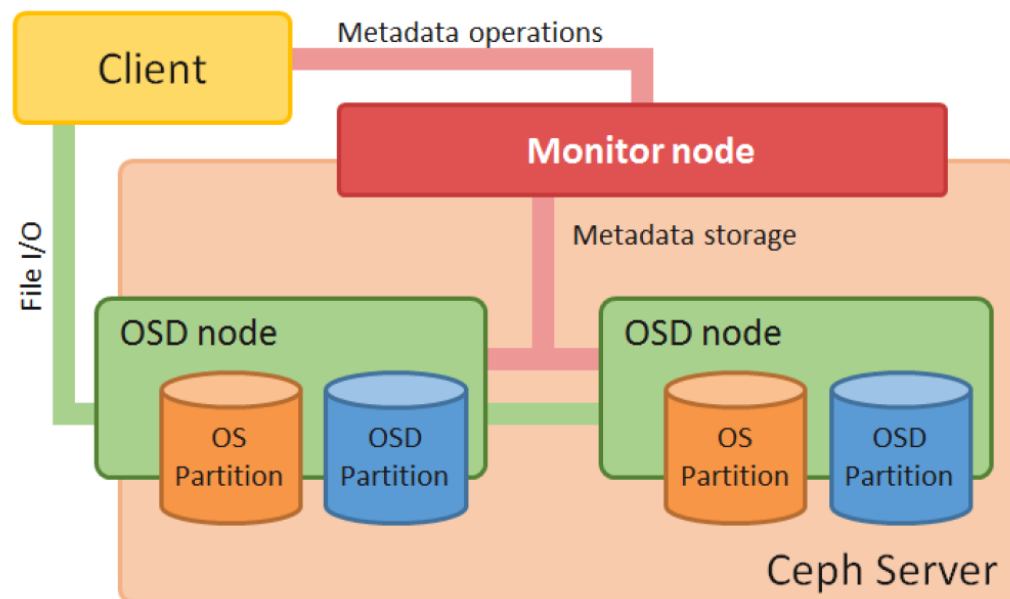 Metadata operations
Client
Monitor node
Metadata storage
File I/O
OSD node
OS
Partition
OSD
Partition
OSD node
OS
Partition
OSD
Partition
Ceph Server